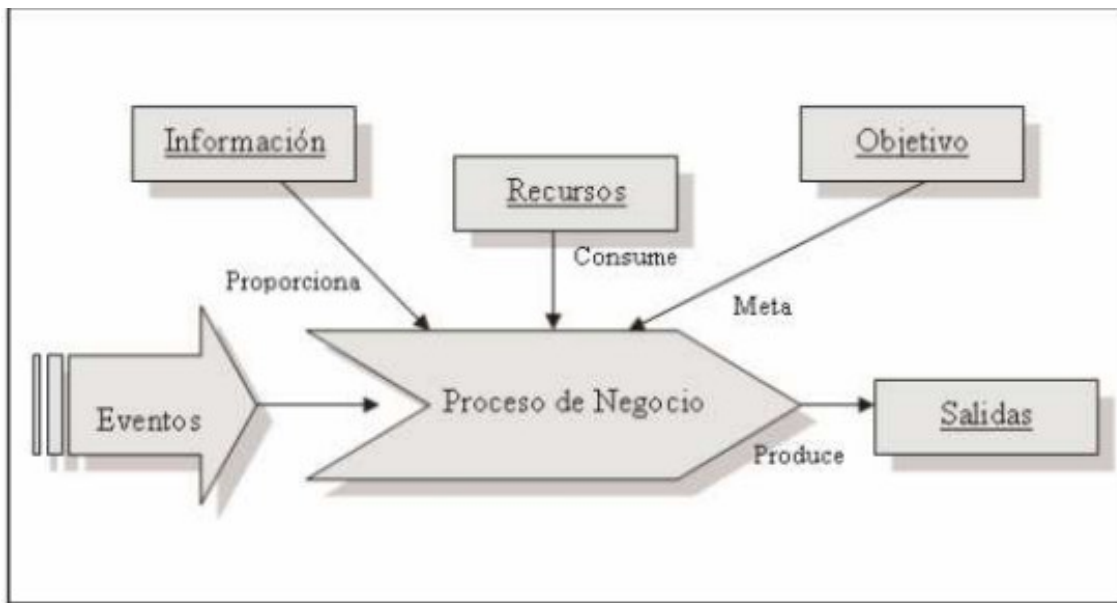 Información
Recursos
Objetivo
Proporciona
Consume
Meta
Eventos
Proceso de Negocio
Produce
Salidas